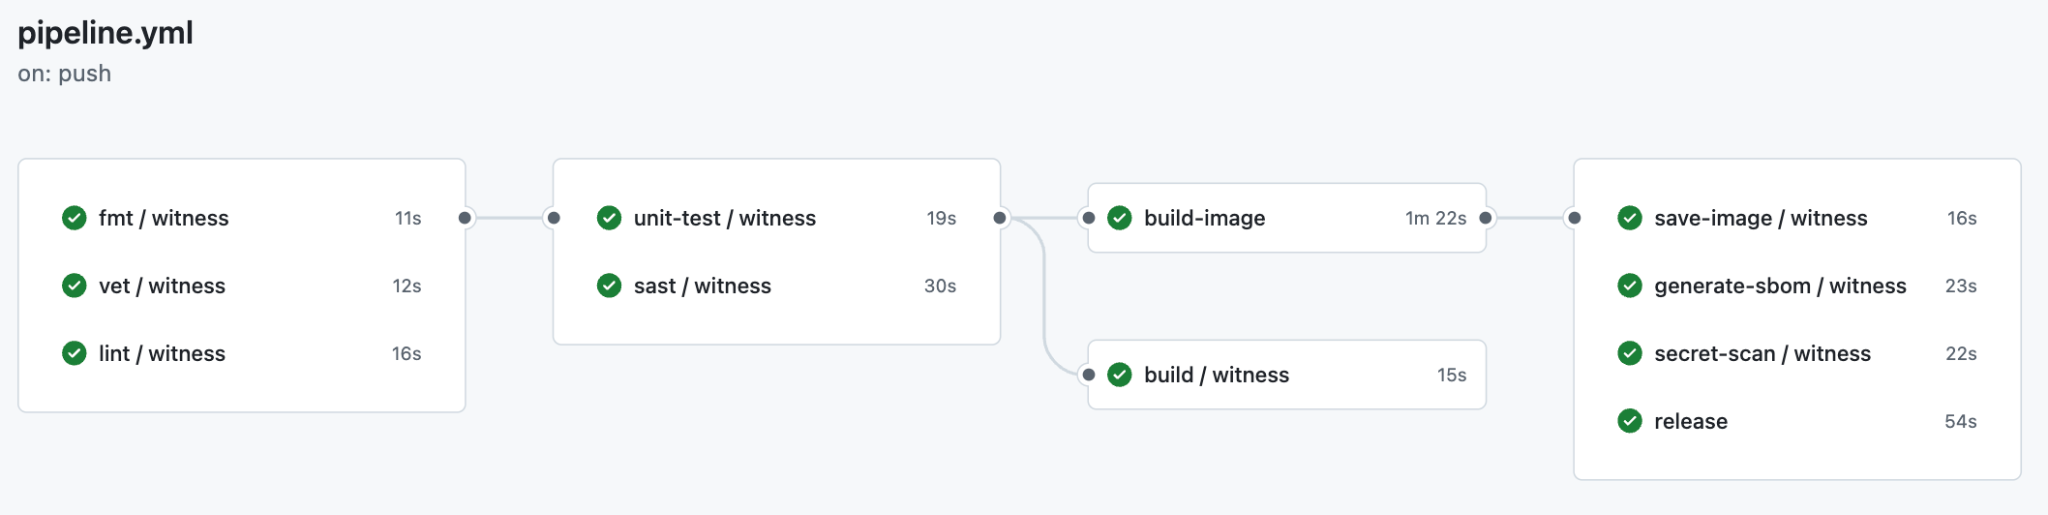 pipeline.yml
on: push
fmt / witness 11s
vet / witness 12s
lint / witness 16s
unit-test / witness 19s
sast / witness 30s
build-image 1m 22s
build / witness 15s
save-image / witness 16s
generate-sbom / witness 23s
secret-scan / witness 22s
release 54s